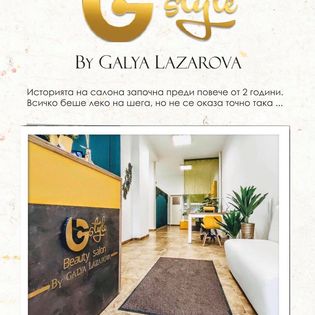 G style
BY GALYA LAZAROVA
Историята на салона започна преди повече от 2 години.
Всичко беше леко на шега, но не се оказа точно така ...
G style
Beauty salon
BY GALYA LAZAROVA